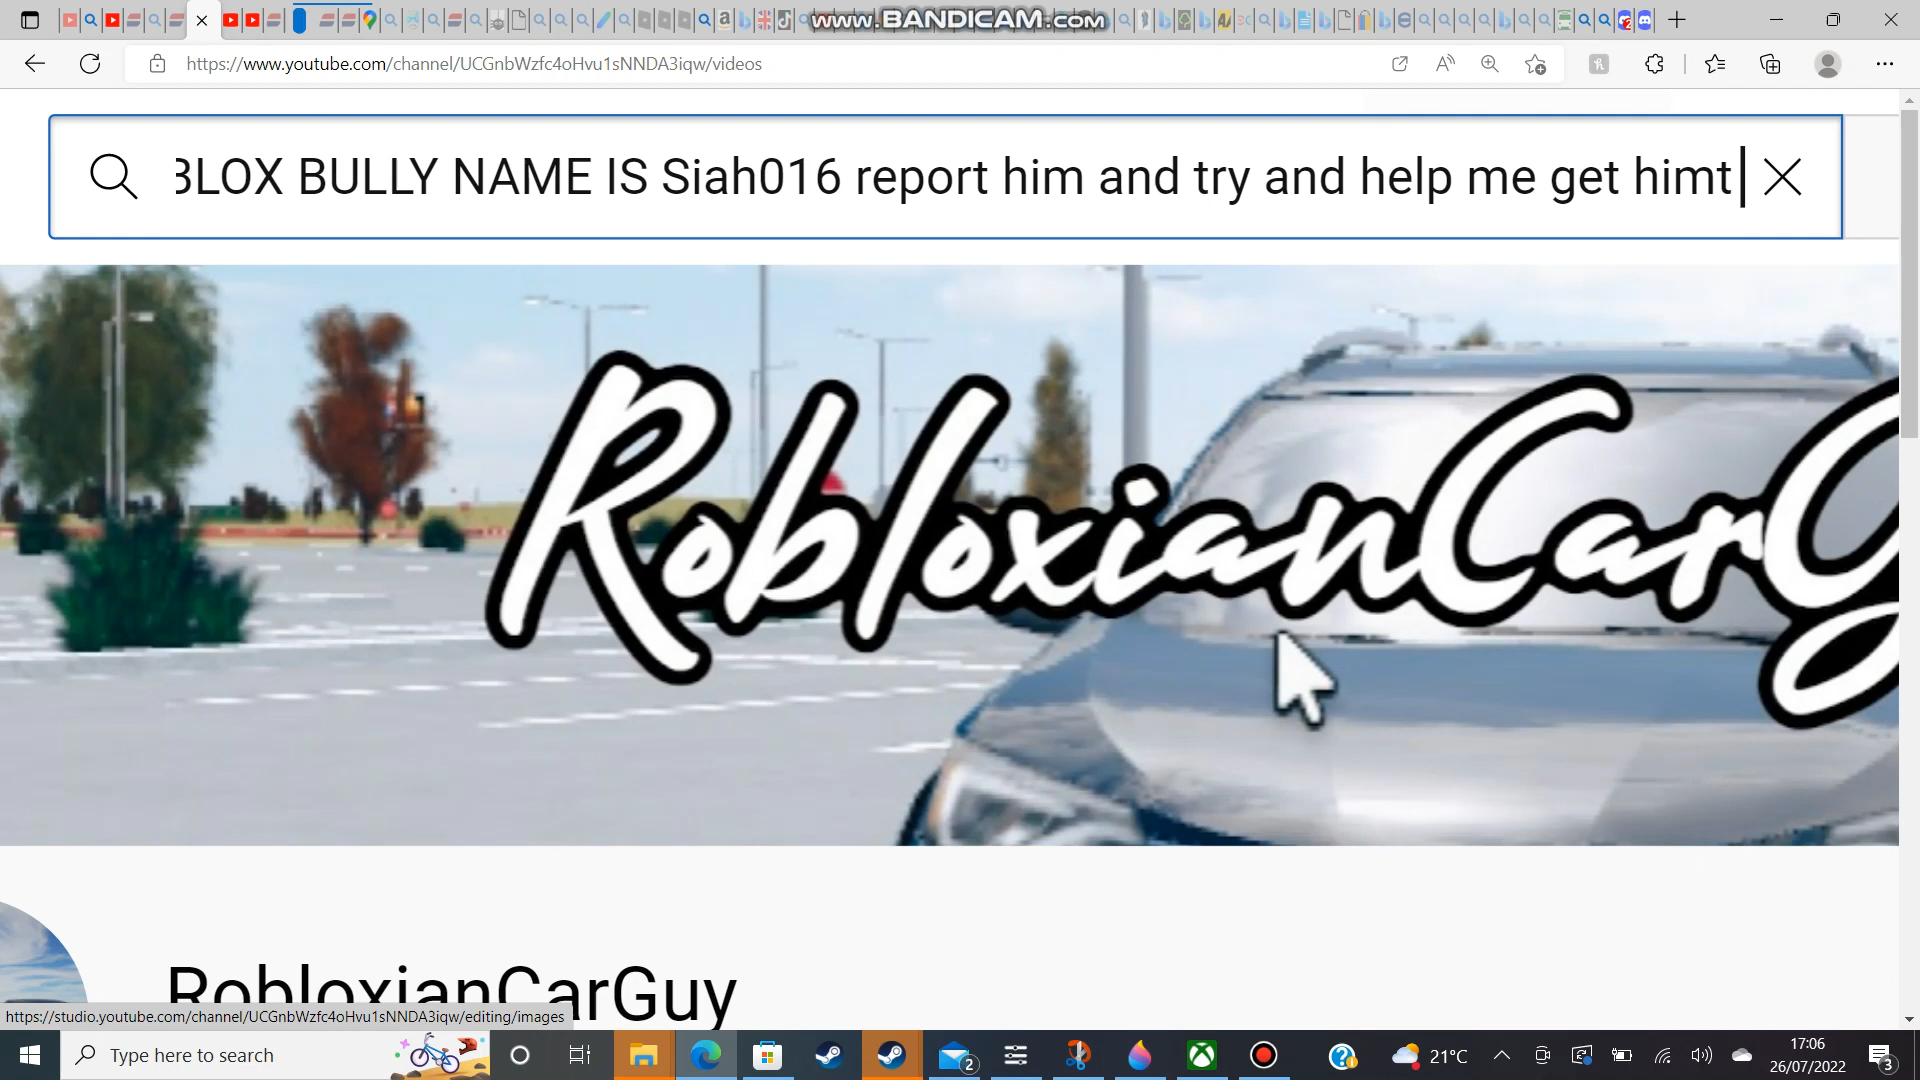 www.BANDICAM.com
https://www.youtube.com/channel/UCGnbWzfc4oHvu1sNNDA3iqw/videos
BLOX BULLY NAME IS Siah016 report him and try and help me get himt
RobloxianCarG
RobloxianCarGuy
https://studio.youtube.com/channel/UCGnbWzfc4oHvu1sNNDA3iqw/editing/images
Type here to search
2
21°C
17:06
26/07/2022
3